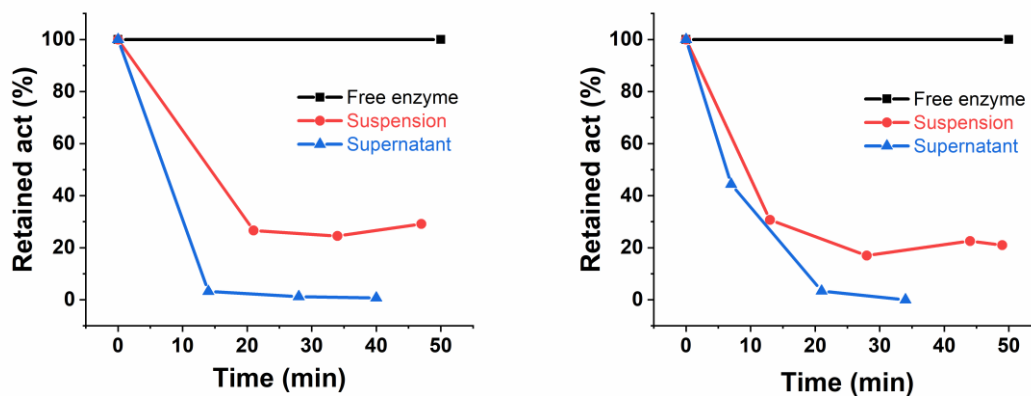 Retained act (%)
100
80
60
40
20
0
Free enzyme
Suspension
Supernatant
0 10 20 30 40 50
Time (min)
Retained act (%)
100
80
60
40
20
0
Free enzyme
Suspension
Supernatant
0 10 20 30 40 50
Time (min)